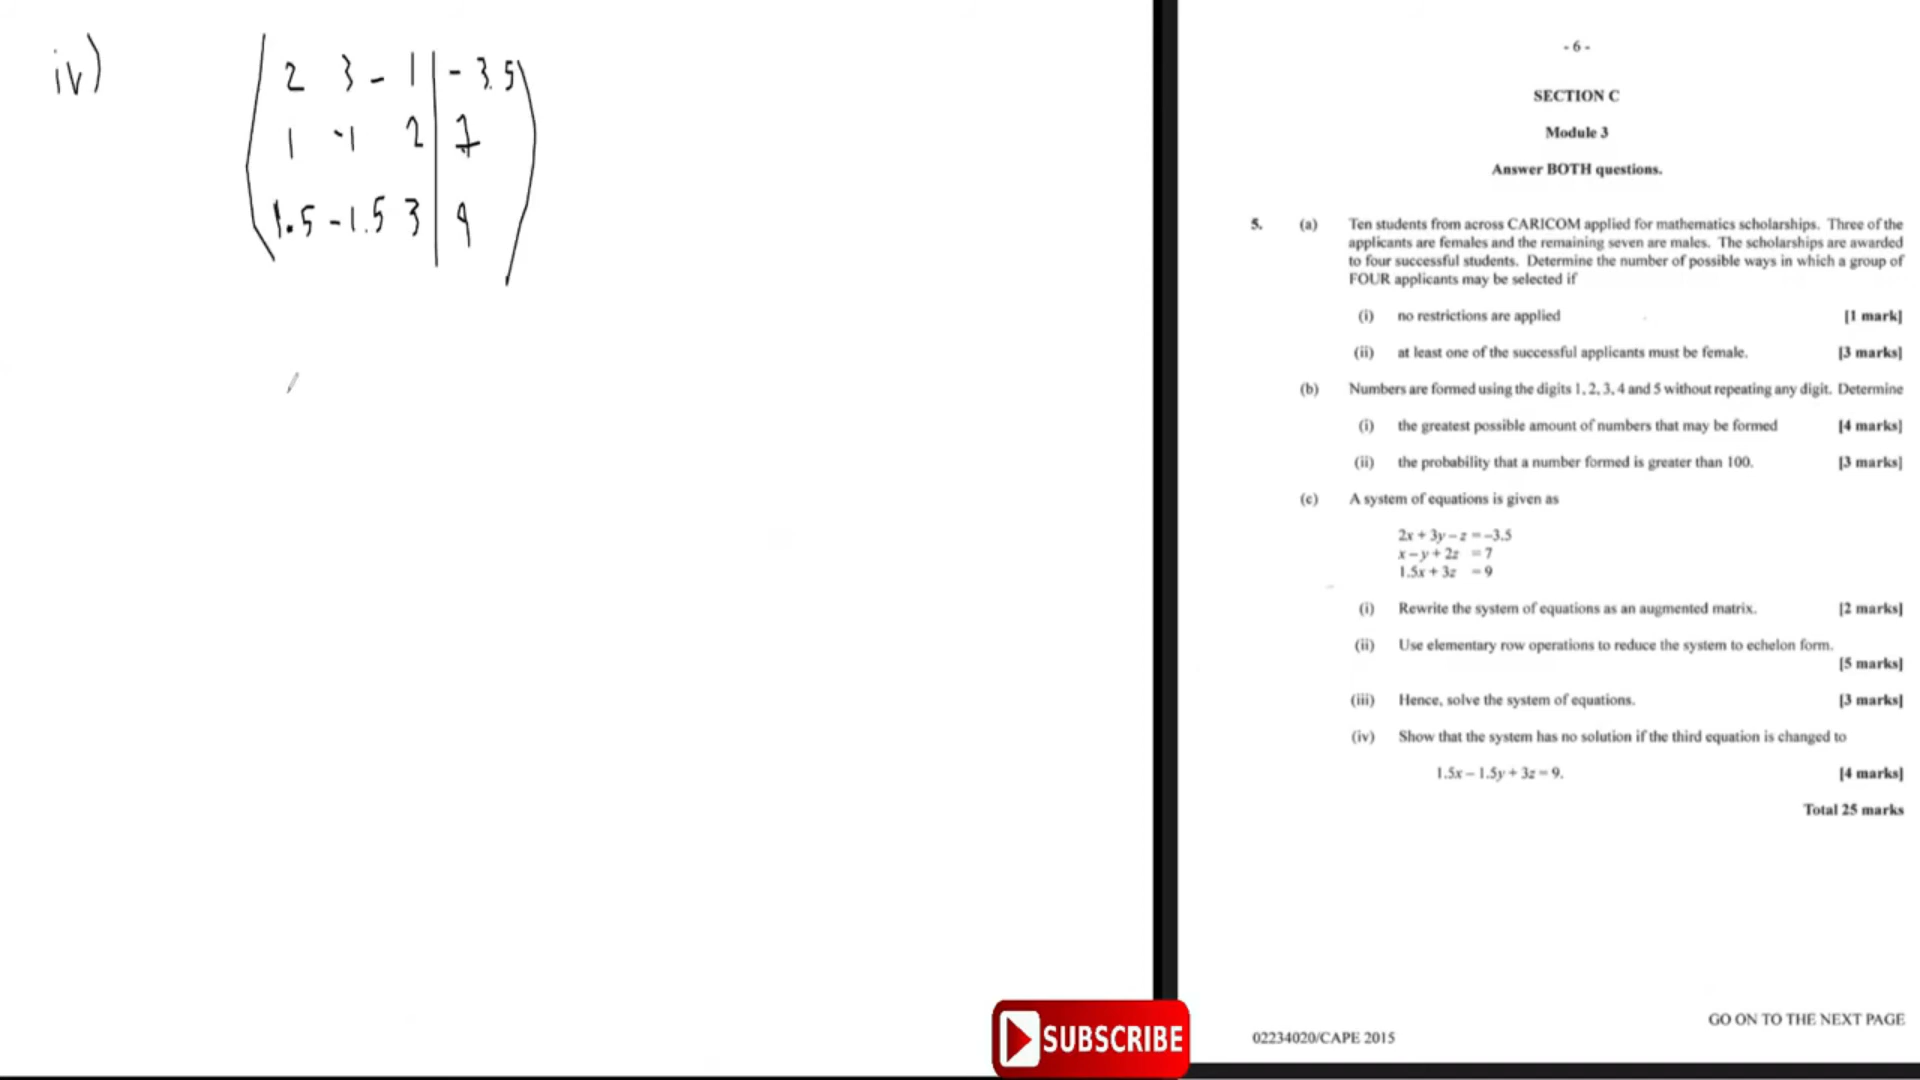 iv)
2 3 -1 | -3.5
1 -1 2 | 7
1.5 -1.5 3 | 9
- 6 -
SECTION C
Module 3
Answer BOTH questions.
5. (a) Ten students from across CARICOM applied for mathematics scholarships. Three of the
applicants are females and the remaining seven are males. The scholarships are awarded
to four successful students. Determine the number of possible ways in which a group of
FOUR applicants may be selected if
(i) no restrictions are applied [1 mark]
(ii) at least one of the successful applicants must be female. [3 marks]
(b) Numbers are formed using the digits 1, 2, 3, 4 and 5 without repeating any digit. Determine
(i) the greatest possible amount of numbers that may be formed [4 marks]
(ii) the probability that a number formed is greater than 100. [3 marks]
(c) A system of equations is given as
2x + 3y – z = –3.5
x – y + 2z = 7
1.5x + 3z = 9
(i) Rewrite the system of equations as an augmented matrix. [2 marks]
(ii) Use elementary row operations to reduce the system to echelon form.
[5 marks]
(iii) Hence, solve the system of equations. [3 marks]
(iv) Show that the system has no solution if the third equation is changed to
1.5x – 1.5y + 3z = 9. [4 marks]
Total 25 marks
GO ON TO THE NEXT PAGE
02234020/CAPE 2015
SUBSCRIBE